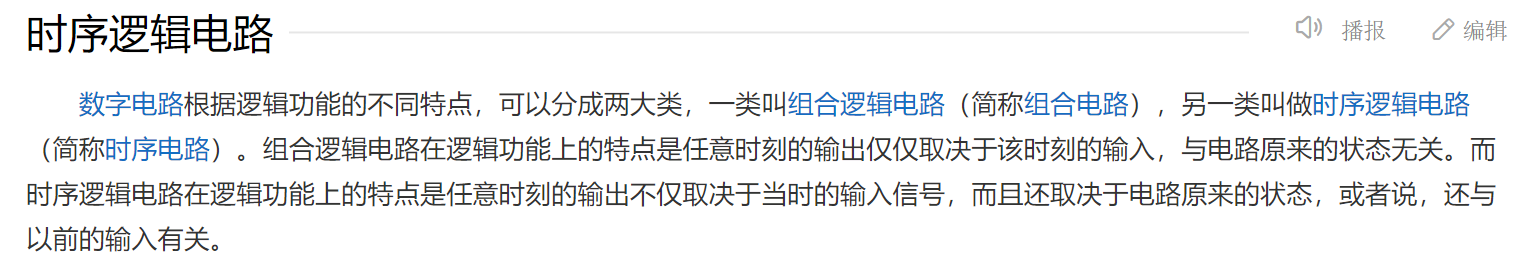 时序逻辑电路
播报
编辑
数字电路根据逻辑功能的不同特点，可以分成两大类，一类叫组合逻辑电路（简称组合电路），另一类叫做时序逻辑电路
（简称时序电路）。组合逻辑电路在逻辑功能上的特点是任意时刻的输出仅仅取决于该时刻的输入，与电路原来的状态无关。而
时序逻辑电路在逻辑功能上的特点是任意时刻的输出不仅取决于当时的输入信号，而且还取决于电路原来的状态，或者说，还与
以前的输入有关。